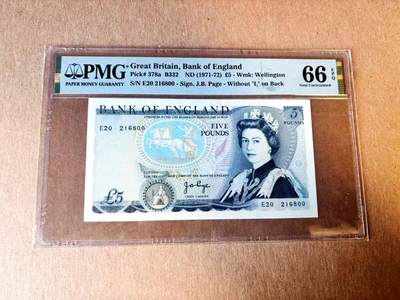 PMG
PAPER MONEY GUARANTY
Great Britain, Bank of England
Pick# 378a B332 ND (1971-72) £5 - Wmk: Wellington
S/N E20 216800 - Sign. J.B. Page - Without "L" on Back
66 EPQ
Gem Uncirculated
BANK OF ENGLAND
5
POUNDS
E20 216800
FIVE
POUNDS
£5
E20 216800